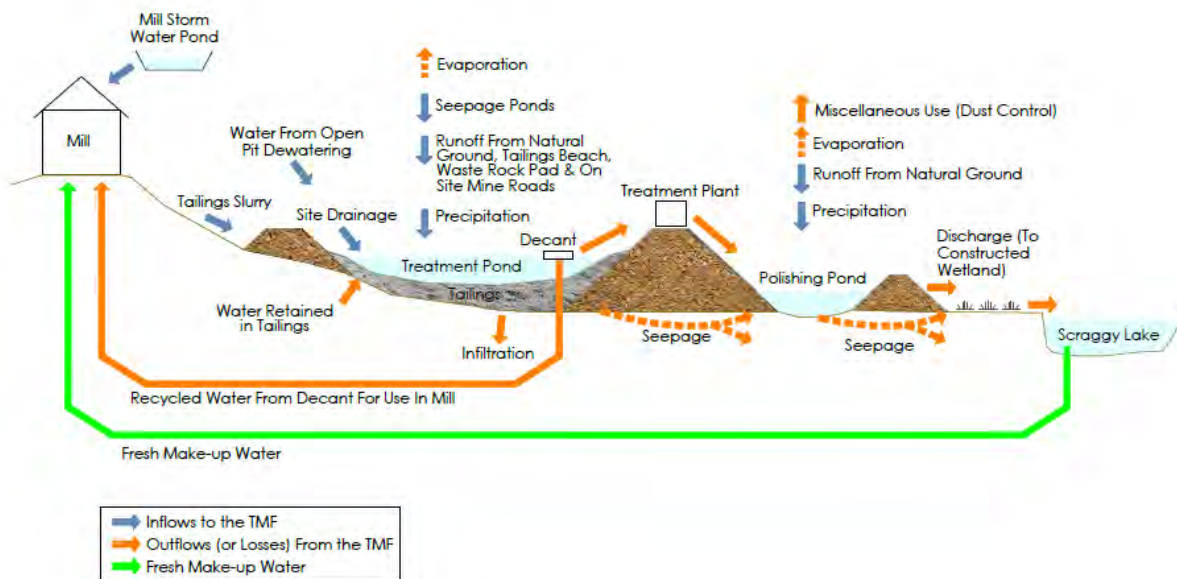 Mill Storm
Water Pond
Mill
Evaporation
Seepage Ponds
Runoff From Natural
Ground, Tailings Beach,
Waste Rock Pad & On
Site Mine Roads
Precipitation
Water From Open
Pit Dewatering
Tailings Slurry
Site Drainage
Treatment Pond
Tailings
Water Retained
in Tailings
Infiltration
Decant
Treatment Plant
Seepage
Miscellaneous Use (Dust Control)
Evaporation
Runoff From Natural Ground
Precipitation
Polishing Pond
Seepage
Discharge (To
Constructed
Wetland)
Scraggy Lake
Recycled Water From Decant For Use In Mill
Fresh Make-up Water
Inflows to the TMF
Outflows (or Losses) From the TMF
Fresh Make-up Water